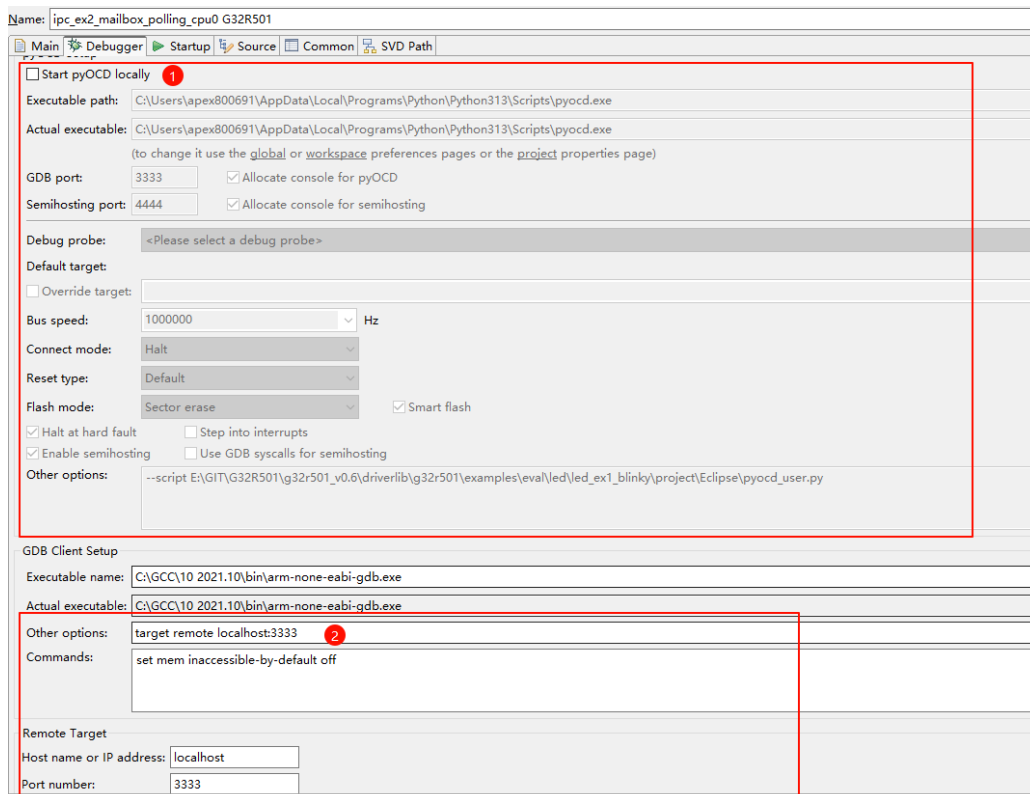 Name: ipc_ex2_mailbox_polling_cpu0 G32R501
Main Debugger Startup Source Common SVD Path
pyOCD Setup
Start pyOCD locally 1
Executable path: C:\Users\apex800691\AppData\Local\Programs\Python\Python313\Scripts\pyocd.exe
Actual executable: C:\Users\apex800691\AppData\Local\Programs\Python\Python313\Scripts\pyocd.exe
(to change it use the global or workspace preferences pages or the project properties page)
GDB port: 3333 Allocate console for pyOCD
Semihosting port: 4444 Allocate console for semihosting
Debug probe: <Please select a debug probe>
Default target:
Override target:
Bus speed: 1000000 Hz
Connect mode: Halt
Reset type: Default
Flash mode: Sector erase Smart flash
Halt at hard fault Step into interrupts
Enable semihosting Use GDB syscalls for semihosting
Other options: --script E:\GIT\G32R501\g32r501_v0.6\driverlib\g32r501\examples\eval\led\led_ex1_blinky\project\Eclipse\pyocd_user.py
GDB Client Setup
Executable name: C:\GCC\10 2021.10\bin\arm-none-eabi-gdb.exe
Actual executable: C:\GCC\10 2021.10\bin\arm-none-eabi-gdb.exe
Other options: target remote localhost:3333 2
Commands: set mem inaccessible-by-default off
Remote Target
Host name or IP address: localhost
Port number: 3333